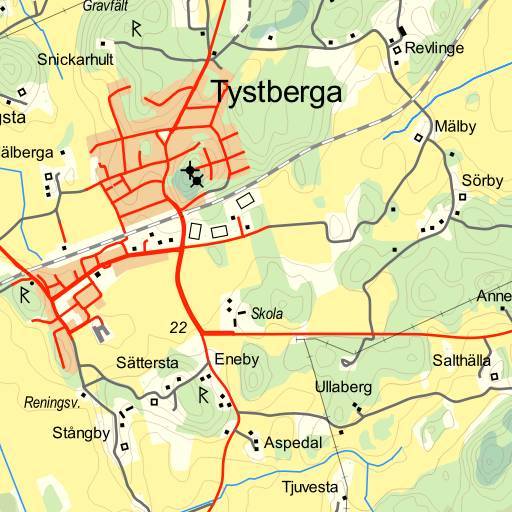 Gravfält
R
Revlinge
Snickarhult
Tystberga
gsta
Mälby
älberga
Sörby
R
Skola
Anne
22
Sättersta
Eneby
Salthälla
Ullaberg
R
Reningsv.
Stångby
Aspedal
Tjuvesta